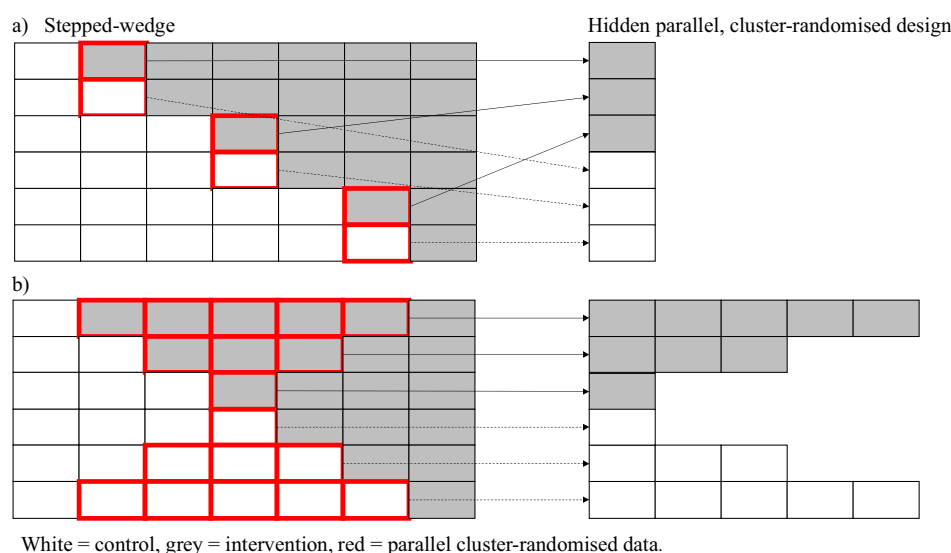 a) Stepped-wedge
Hidden parallel, cluster-randomised design
b)
White = control, grey = intervention, red = parallel cluster-randomised data.